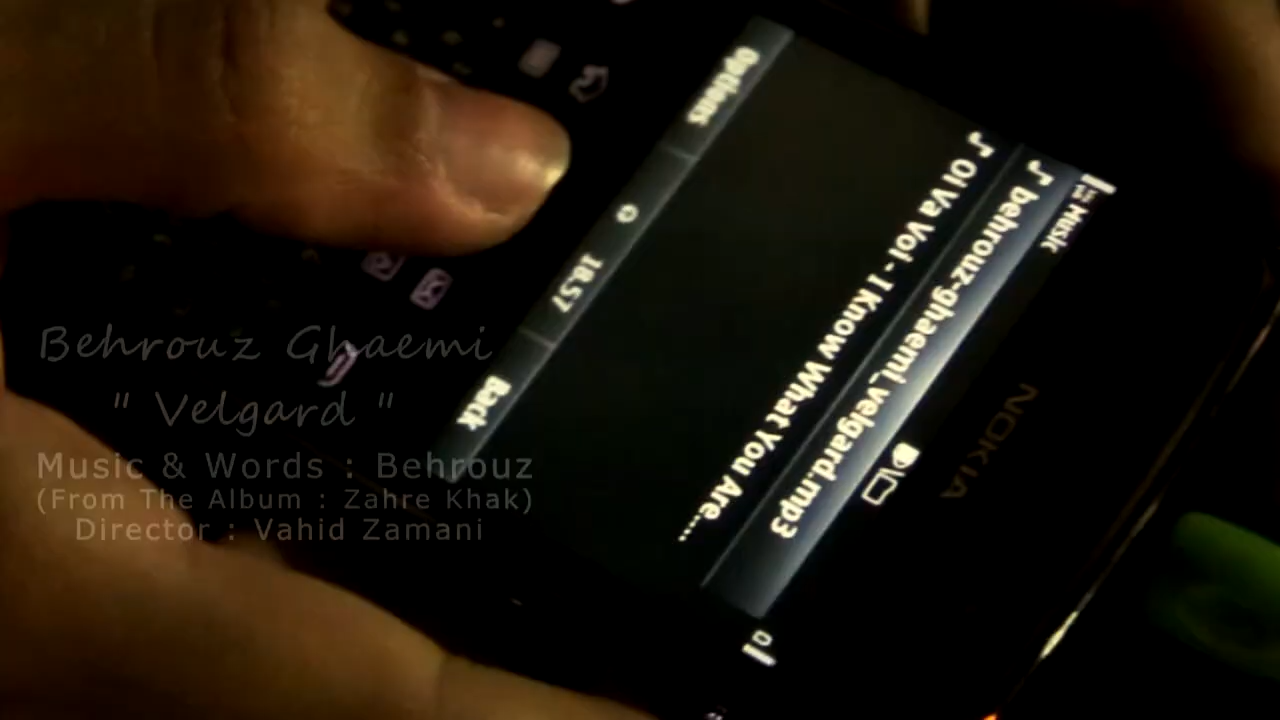 Music
behrouz-ghaemi_velgard.mp3
Oi Va Voi - I Know What You Are....
Options
18.57
Back
NOKIA
Behrouz Ghaemi
" Velgard "
Music & Words : Behrouz
(From The Album : Zahre Khak)
Director : Vahid Zamani